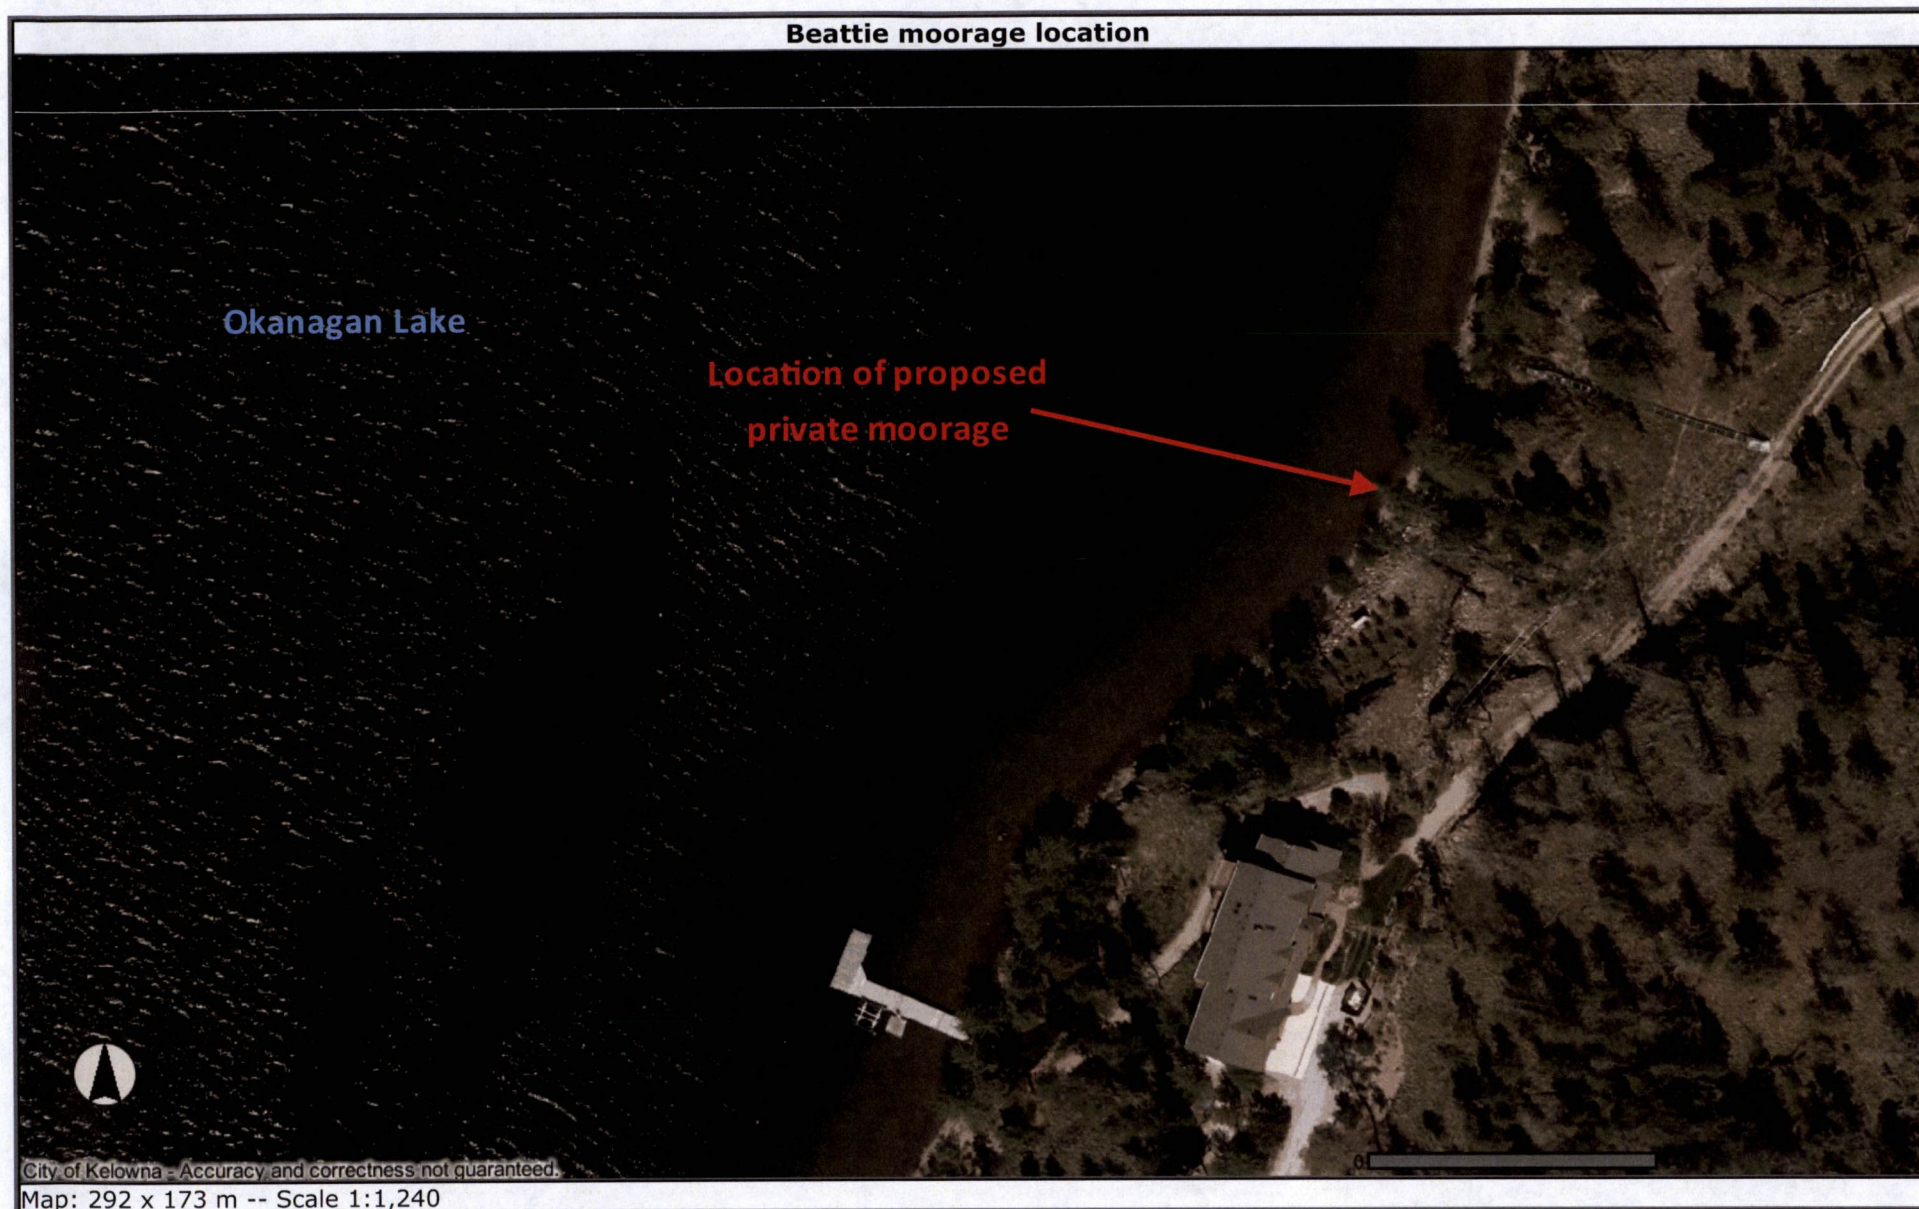 Beattie moorage location
Okanagan Lake
Location of proposed
private moorage
0
City of Kelowna - Accuracy and correctness not guaranteed.
Map: 292 x 173 m -- Scale 1:1,240